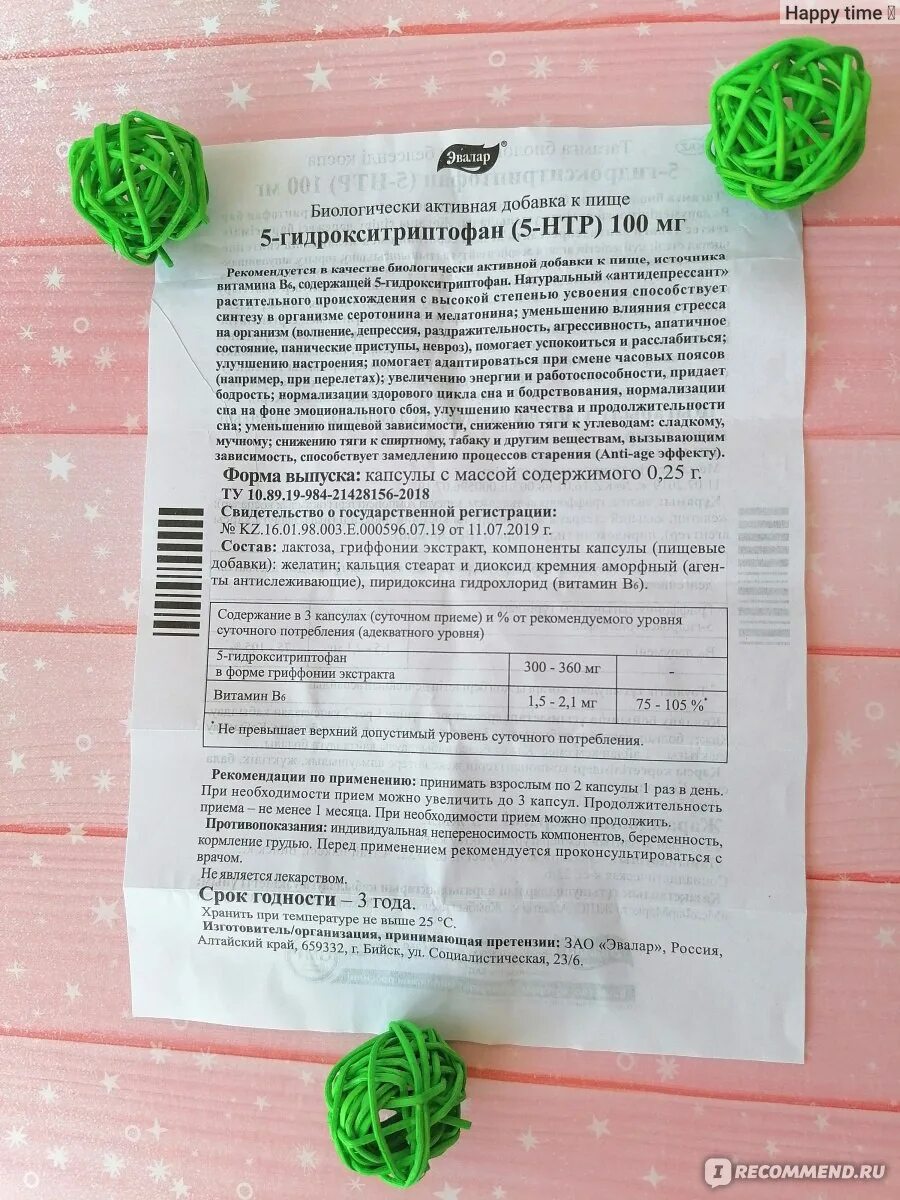 Happy time
Эвалар®
Биологически активная добавка к пище
5-гидрокситриптофан (5-HTP) 100 мг
Рекомендуется в качестве биологически активной добавки к пище, источника
витамина В6, содержащей 5-гидрокситриптофан. Натуральный «антидепрессант»
растительного происхождения с высокой степенью усвоения способствует
синтезу в организме серотонина и мелатонина; уменьшению влияния стресса
на организм (волнение, депрессия, раздражительность, агрессивность, апатичное
состояние, панические приступы, невроз), помогает успокоиться и расслабиться;
улучшению настроения; помогает адаптироваться при смене часовых поясов
(например, при перелетах); увеличению энергии и работоспособности, придает
бодрость; нормализации здорового цикла сна и бодрствования, нормализации
сна на фоне эмоционального сбоя, улучшению качества и продолжительности
сна; уменьшению пищевой зависимости, снижению тяги к углеводам: сладкому,
мучному; снижению тяги к спиртному, табаку и другим веществам, вызывающим
зависимость, способствует замедлению процессов старения (Anti-age эффекту).
Форма выпуска: капсулы с массой содержимого 0,25 г.
ТУ 10.89.19-984-21428156-2018
Свидетельство о государственной регистрации:
№ KZ.16.01.98.003.E.000596.07.19 от 11.07.2019 г.
Состав: лактоза, гриффонии экстракт, компоненты капсулы (пищевые
добавки): желатин; кальция стеарат и диоксид кремния аморфный (аген-
ты антислеживающие), пиридоксина гидрохлорид (витамин В6).
Содержание в 3 капсулах (суточном приеме) и % от рекомендуемого уровня
суточного потребления (адекватного уровня)
5-гидрокситриптофан
в форме гриффонии экстракта 300 - 360 мг -
Витамин В6 1,5 - 2,1 мг 75 - 105 %*
* Не превышает верхний допустимый уровень суточного потребления.
Рекомендации по применению: принимать взрослым по 2 капсулы 1 раз в день.
При необходимости прием можно увеличить до 3 капсул. Продолжительность
приема – не менее 1 месяца. При необходимости прием можно продолжить.
Противопоказания: индивидуальная непереносимость компонентов, беременность,
кормление грудью. Перед применением рекомендуется проконсультироваться с
врачом.
Не является лекарством.
Срок годности – 3 года.
Хранить при температуре не выше 25 °С.
Изготовитель/организация, принимающая претензии: ЗАО «Эвалар», Россия,
Алтайский край, 659332, г. Бийск, ул. Социалистическая, 23/6.
IRECOMMEND.RU